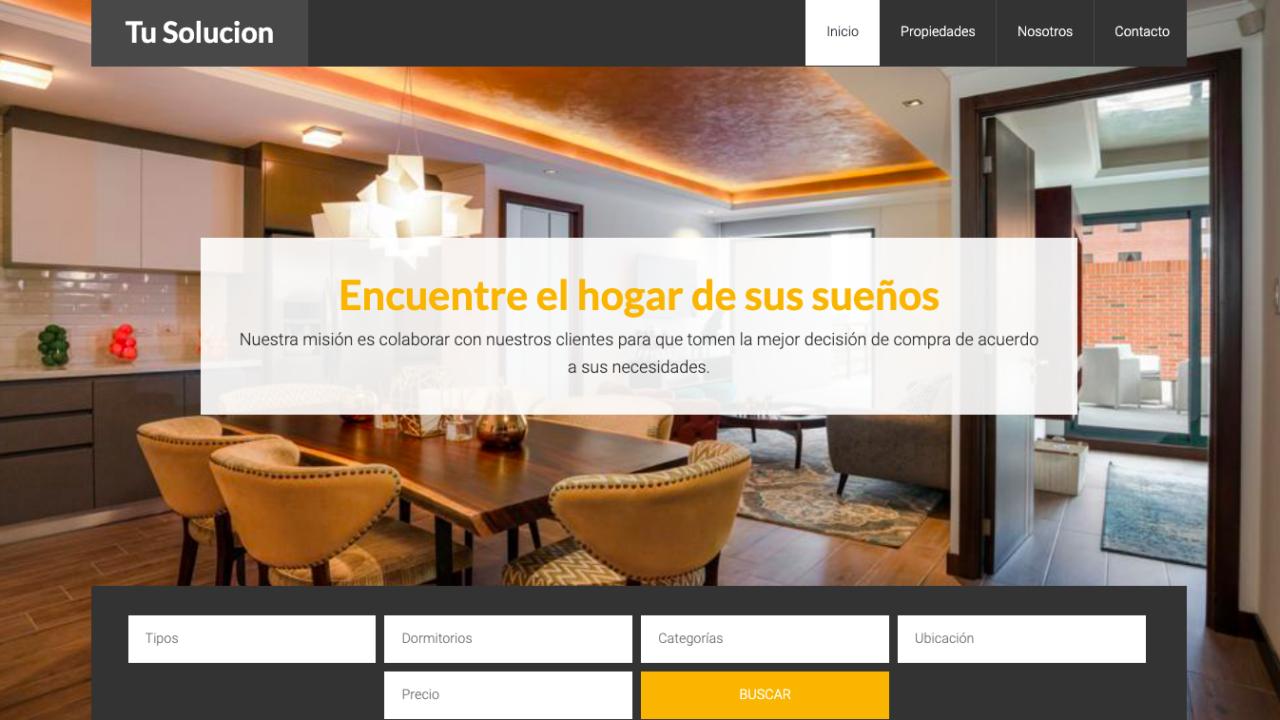 Tu Solucion
Inicio
Propiedades
Nosotros
Contacto
Encuentre el hogar de sus sueños
Nuestra misión es colaborar con nuestros clientes para que tomen la mejor decisión de compra de acuerdo
a sus necesidades.
Tipos
Dormitorios
Categorías
Ubicación
Precio
BUSCAR